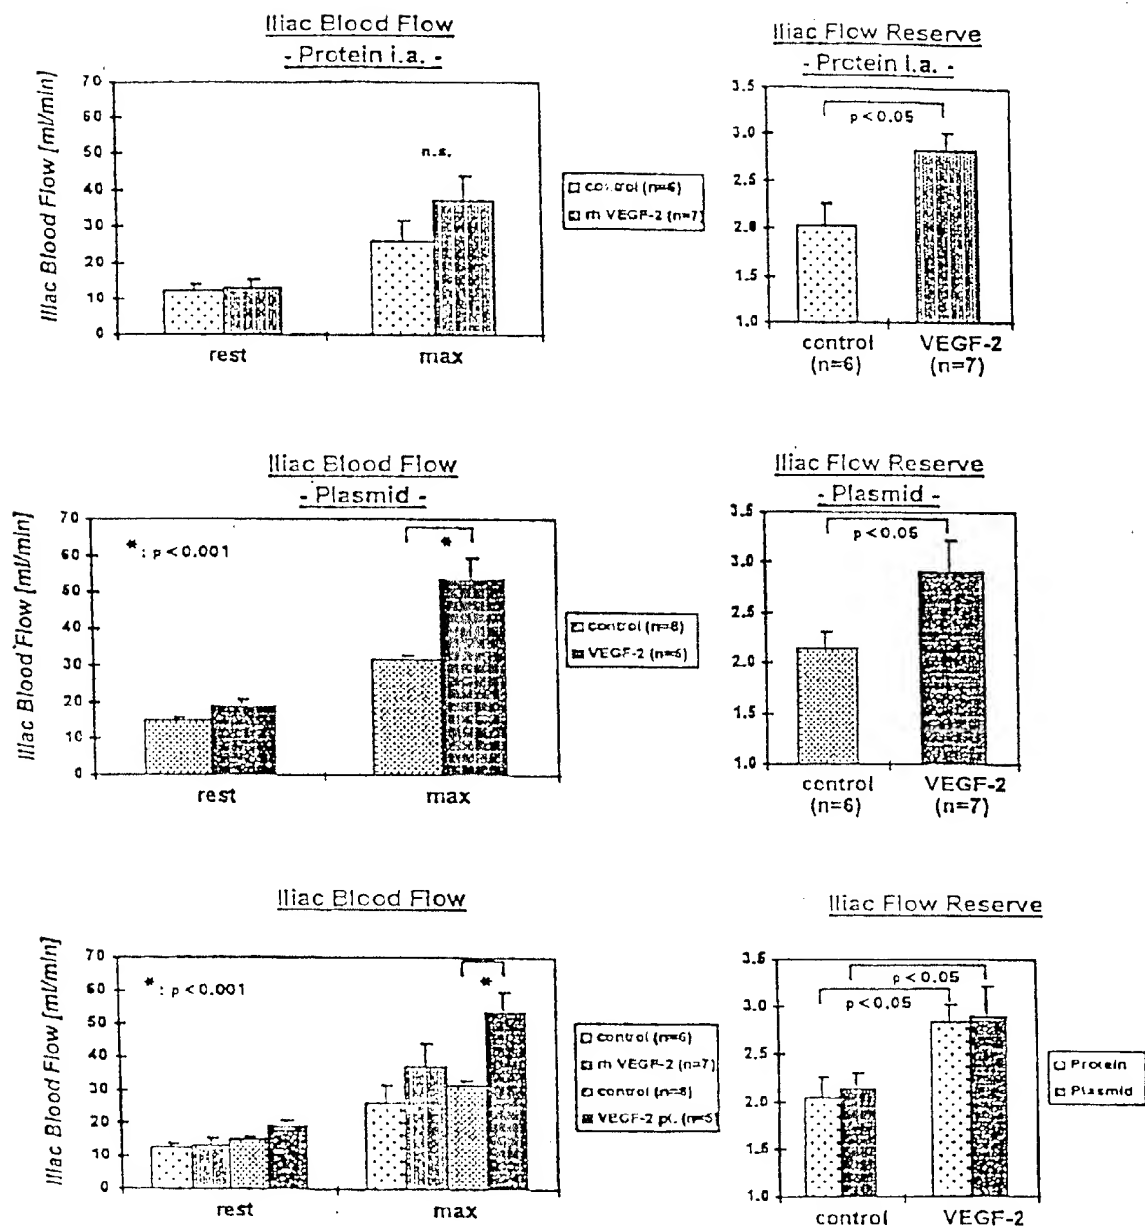 Iliac Blood Flow
- Protein i.a. -
Iliac Blood Flow [ml/min]
70
60
50
40
30
20
10
0
n.s.
rest
max
control (n=6)
rh VEGF-2 (n=7)
Iliac Flow Reserve
- Protein i.a. -
3.5
3.0
2.5
2.0
1.5
1.0
p<0.05
control
(n=6)
VEGF-2
(n=7)
Iliac Blood Flow
- Plasmid -
Iliac Blood Flow [ml/min]
70
60
50
40
30
20
10
0
* : p<0.001
*
rest
max
control (n=8)
VEGF-2 (n=6)
Iliac Flow Reserve
- Plasmid -
3.5
3.0
2.5
2.0
1.5
1.0
p<0.05
control
(n=6)
VEGF-2
(n=7)
Iliac Blood Flow
Iliac Blood Flow [ml/min]
70
60
50
40
30
20
10
0
* : p<0.001
*
rest
max
control (n=6)
rh VEGF-2 (n=7)
control (n=8)
VEGF-2 pl.
Iliac Flow Reserve
3.5
3.0
2.5
2.0
1.5
1.0
p<0.05
p<0.05
control
VEGF-2
Protein
Plasmid